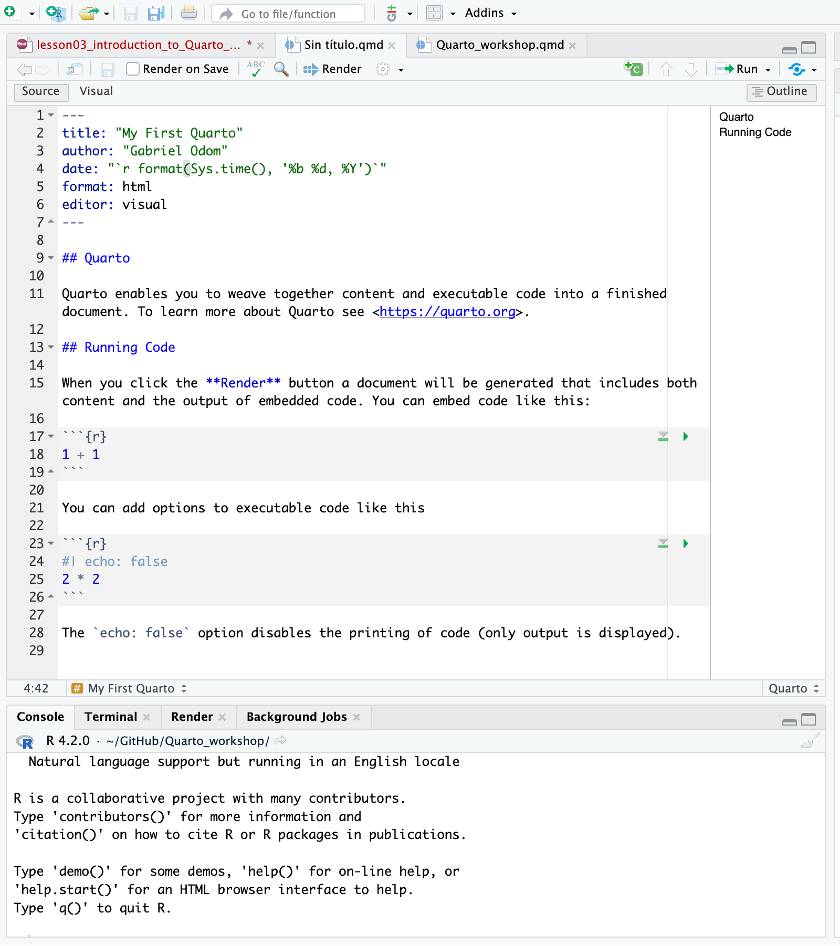 Go to file/function
Addins
lesson03_introduction_to_Quarto_... *
Sin título.qmd
Quarto_workshop.qmd
Render on Save
ABC
Render
Run
Source
Visual
Outline
1 ---
2 title: "My First Quarto"
3 author: "Gabriel Odom"
4 date: "`r format(Sys.time(), '%b %d, %Y')`"
5 format: html
6 editor: visual
7 ---
8
9 ## Quarto
10
11 Quarto enables you to weave together content and executable code into a finished
document. To learn more about Quarto see <https://quarto.org>.
12
13 ## Running Code
14
15 When you click the **Render** button a document will be generated that includes both
content and the output of embedded code. You can embed code like this:
16
17 ```{r}
18 1 + 1
19 ```
20
21 You can add options to executable code like this
22
23 ```{r}
24 #| echo: false
25 2 * 2
26 ```
27
28 The `echo: false` option disables the printing of code (only output is displayed).
29
Quarto
Running Code
4:42
# My First Quarto
Quarto
Console
Terminal
Render
Background Jobs
R R 4.2.0 · ~/GitHub/Quarto_workshop/
Natural language support but running in an English locale
R is a collaborative project with many contributors.
Type 'contributors()' for more information and
'citation()' on how to cite R or R packages in publications.
Type 'demo()' for some demos, 'help()' for on-line help, or
'help.start()' for an HTML browser interface to help.
Type 'q()' to quit R.